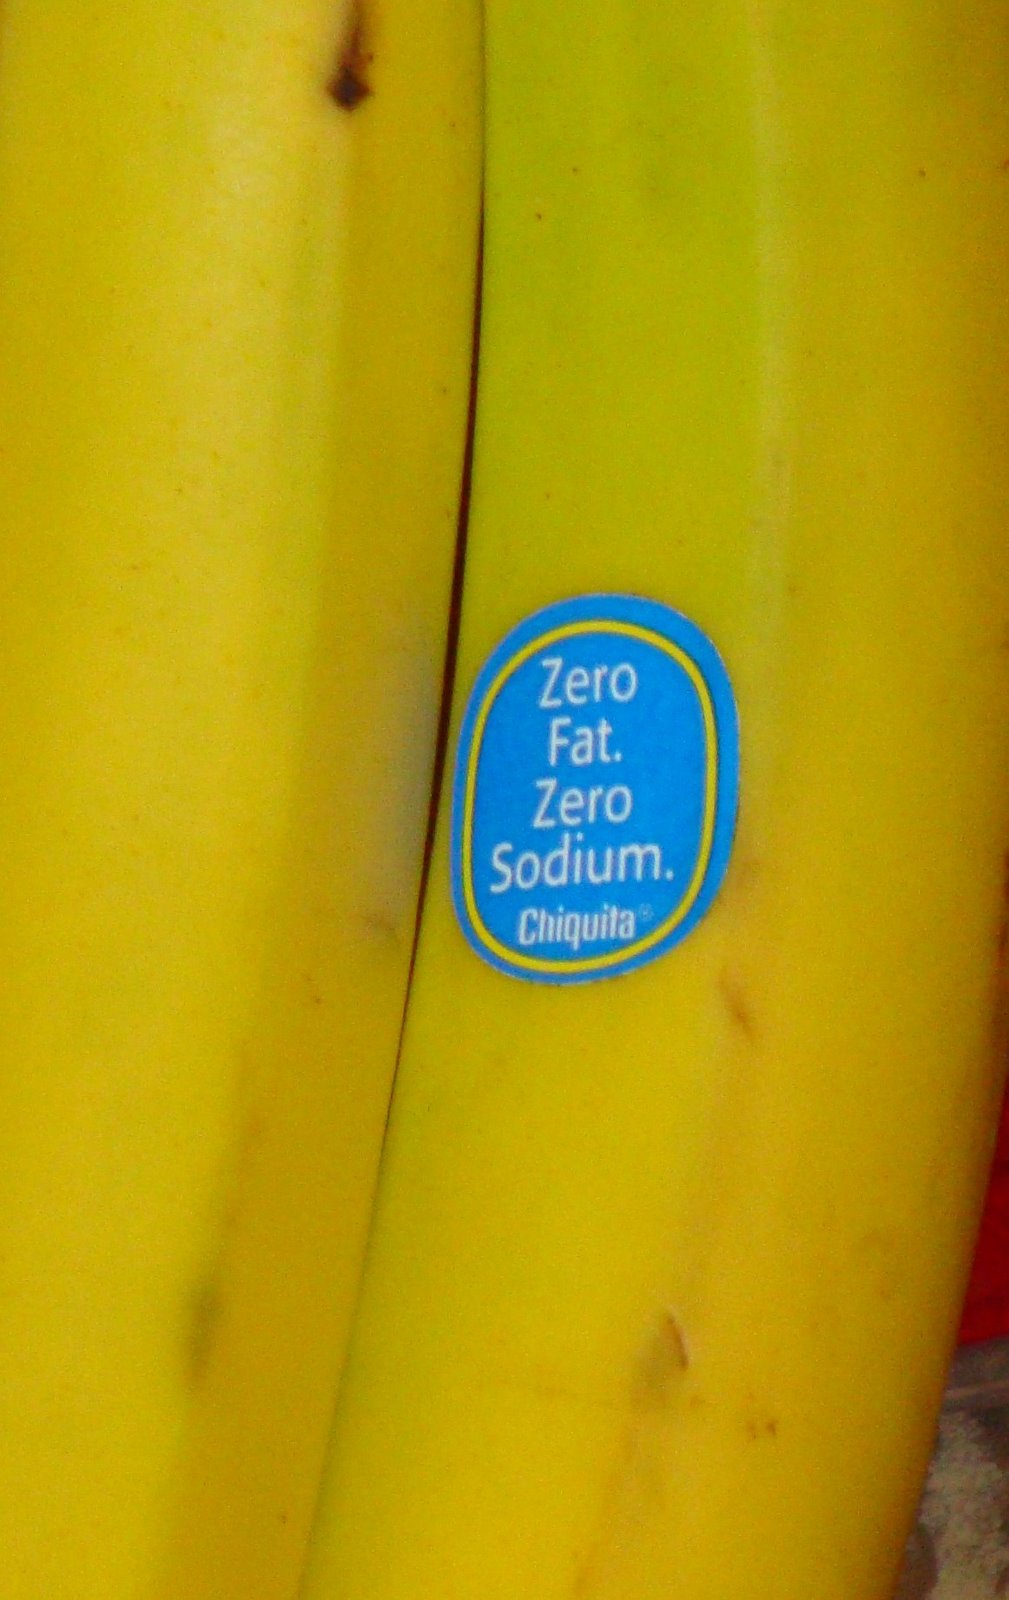 Zero
Fat.
Zero
Sodium.
Chiquita®